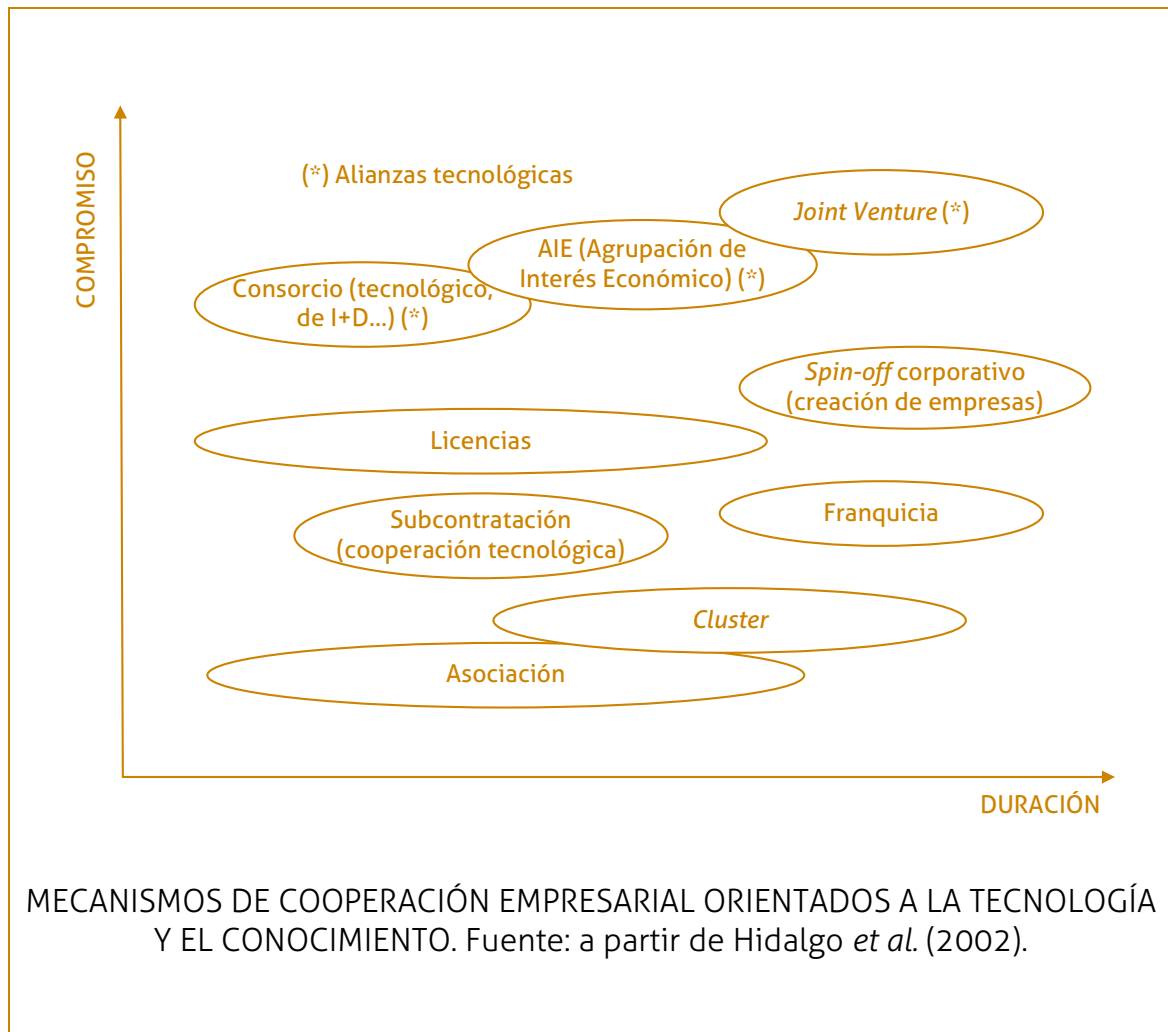 COMPROMISO
(*) Alianzas tecnológicas
Joint Venture (*)
AIE (Agrupación de
Interés Económico) (*)
Consorcio (tecnológico,
de I+D...) (*)
Spin-off corporativo
(creación de empresas)
Licencias
Subcontratación
(cooperación tecnológica)
Franquicia
Cluster
Asociación
DURACIÓN
MECANISMOS DE COOPERACIÓN EMPRESARIAL ORIENTADOS A LA TECNOLOGÍA
Y EL CONOCIMIENTO. Fuente: a partir de Hidalgo et al. (2002).